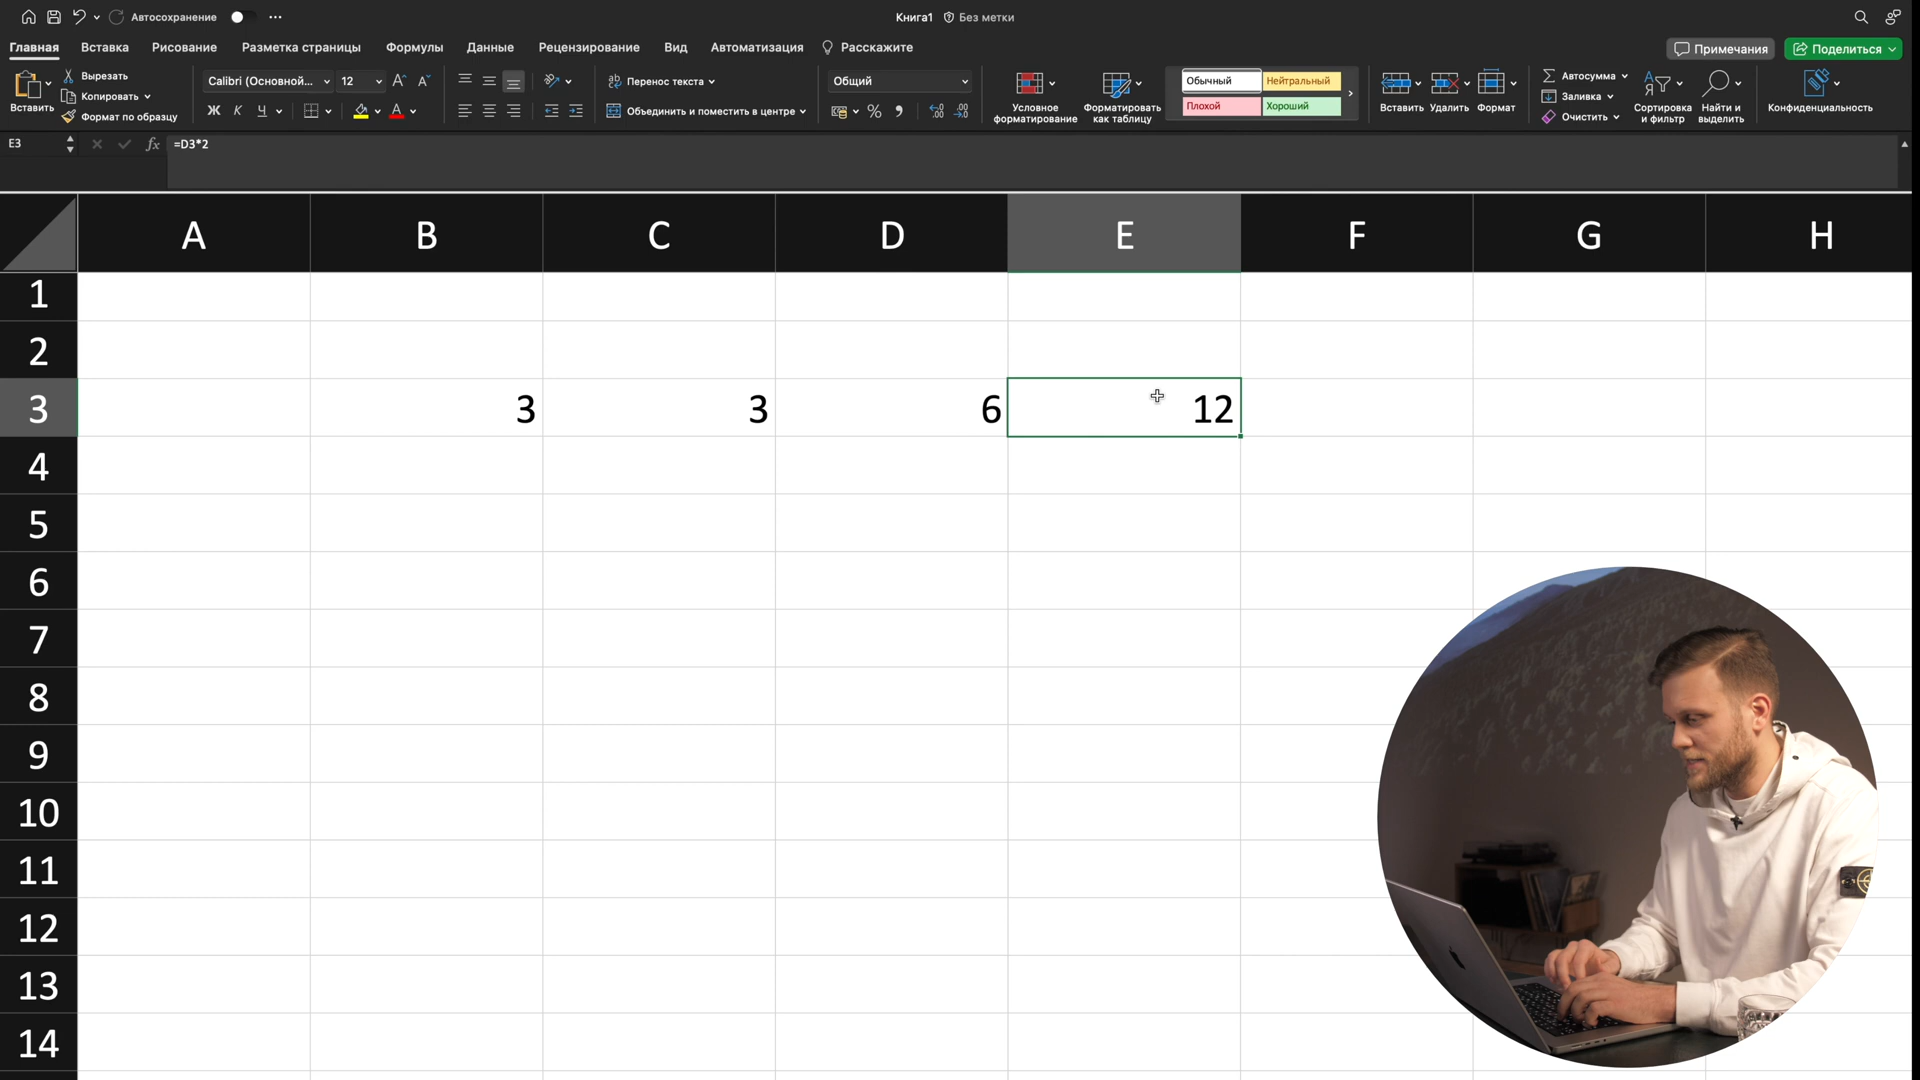 Автосохранение
Книга1 Без метки
Главная Вставка Рисование Разметка страницы Формулы Данные Рецензирование Вид Автоматизация Расскажите Примечания Поделиться
Вставить
Вырезать
Копировать
Формат по образцу
Calibri (Основной... 12
Ж К Ч
Перенос текста
Объединить и поместить в центре
Общий
Условное форматирование
Форматировать как таблицу
Обычный Нейтральный
Плохой Хороший
Вставить Удалить Формат
Автосумма
Заливка
Очистить
Сортировка и фильтр
Найти и выделить
Конфиденциальность
E3 fx =D3*2
A B C D E F G H
1
2
3 3 3 6 12
4
5
6
7
8
9
10
11
12
13
14